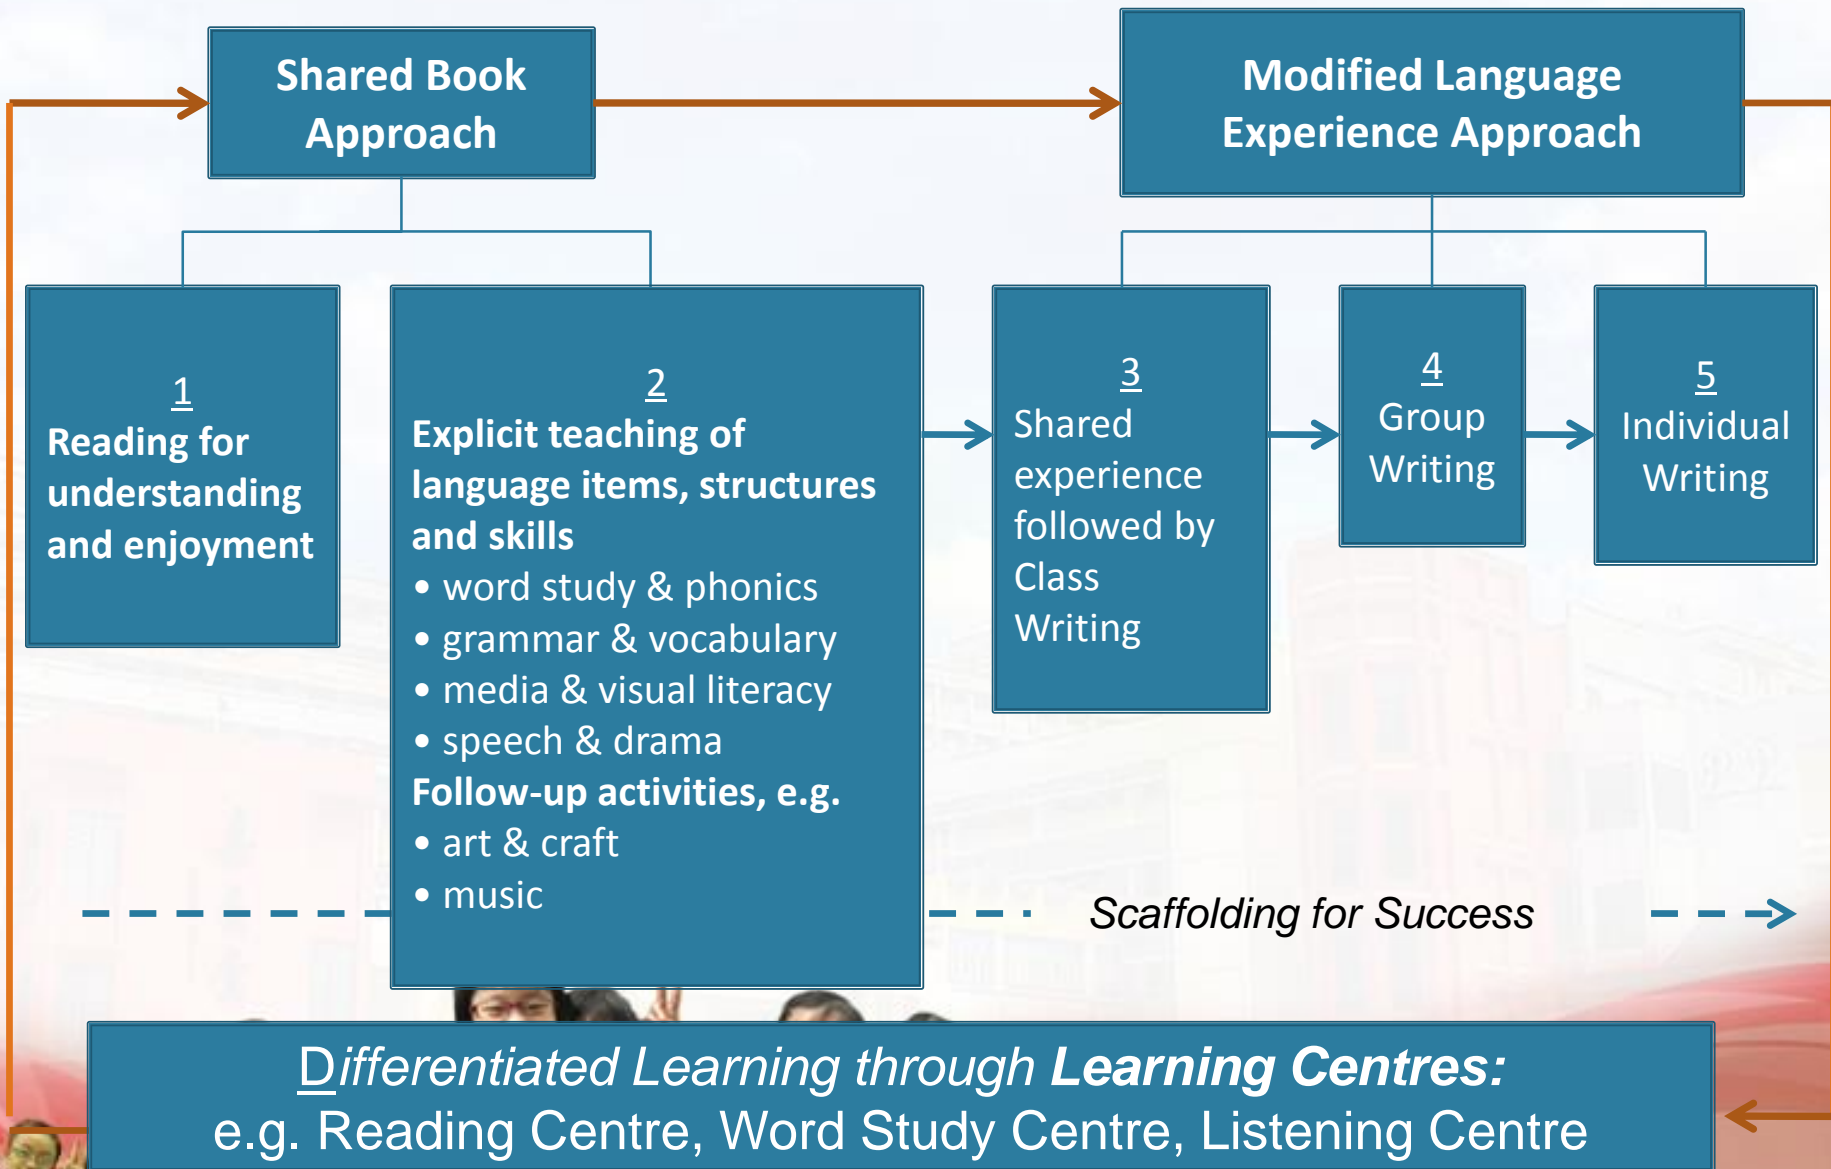 Shared Book
Approach
Modified Language
Experience Approach
1
Reading for
understanding
and enjoyment
2
Explicit teaching of
language items, structures
and skills
• word study & phonics
• grammar & vocabulary
• media & visual literacy
• speech & drama
Follow-up activities, e.g.
• art & craft
• music
3
Shared
experience
followed by
Class
Writing
4
Group
Writing
5
Individual
Writing
Scaffolding for Success
Differentiated Learning through Learning Centres:
e.g. Reading Centre, Word Study Centre, Listening Centre